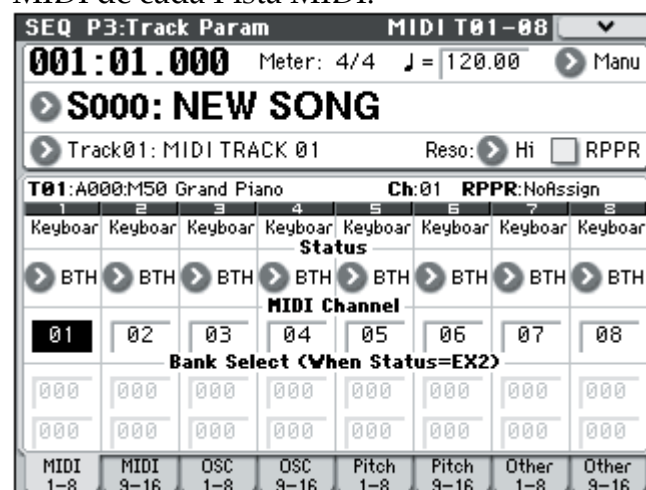 MIDI de cada Pista MIDI.
SEQ P3:Track Param MIDI T01-08
001:01.000 Meter: 4/4 ♩= 120.00 Manu
S000: NEW SONG
Track01: MIDI TRACK 01 Reso: Hi RPPR
T01:A000:M50 Grand Piano Ch:01 RPPR:NoAssign
1 2 3 4 5 6 7 8
Keyboar Keyboar Keyboar Keyboar Keyboar Keyboar Keyboar Keyboar
Status
BTH BTH BTH BTH BTH BTH BTH BTH
MIDI Channel
01 02 03 04 05 06 07 08
Bank Select (When Status=EX2)
000 000 000 000 000 000 000 000
000 000 000 000 000 000 000 000
MIDI MIDI OSC OSC Pitch Pitch Other Other
1-8 9-16 1-8 9-16 1-8 9-16 1-8 9-16